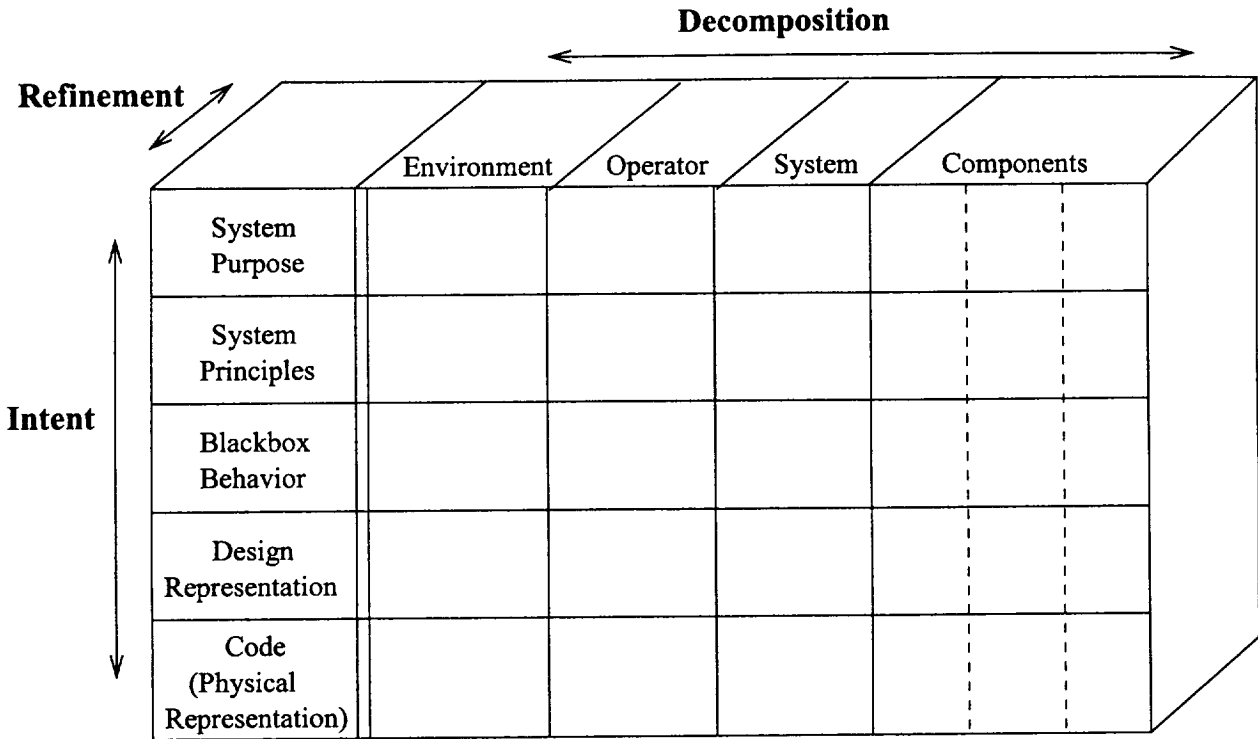 Decomposition
Refinement
Environment Operator System Components
System
Purpose
System
Principles
Intent
Blackbox
Behavior
Design
Representation
Code
(Physical
Representation)